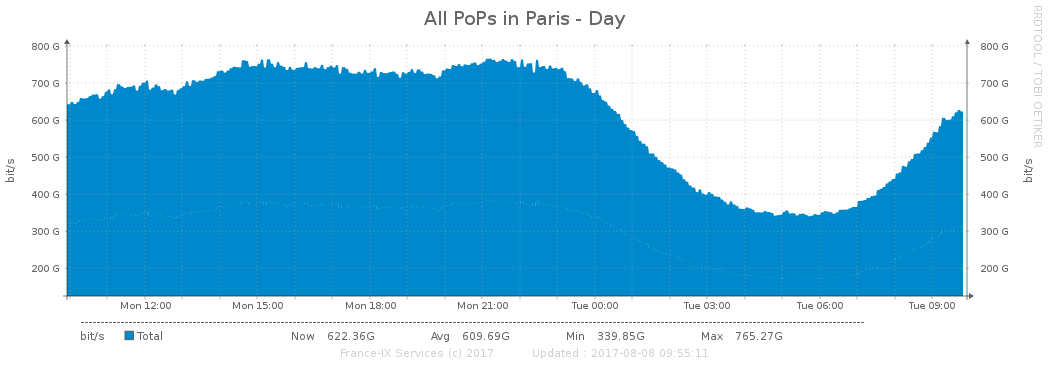 All PoPs in Paris - Day
RRDTOOL / TOBI OETIKER
bit/s
bit/s
800 G 800 G
700 G 700 G
600 G 600 G
500 G 500 G
400 G 400 G
300 G 300 G
200 G 200 G
Mon 12:00 Mon 15:00 Mon 18:00 Mon 21:00 Tue 00:00 Tue 03:00 Tue 06:00 Tue 09:00
bit/s Total Now 622.36G Avg 609.69G Min 339.85G Max 765.27G
France-IX Services (c) 2017 Updated : 2017-08-08 09:55:11